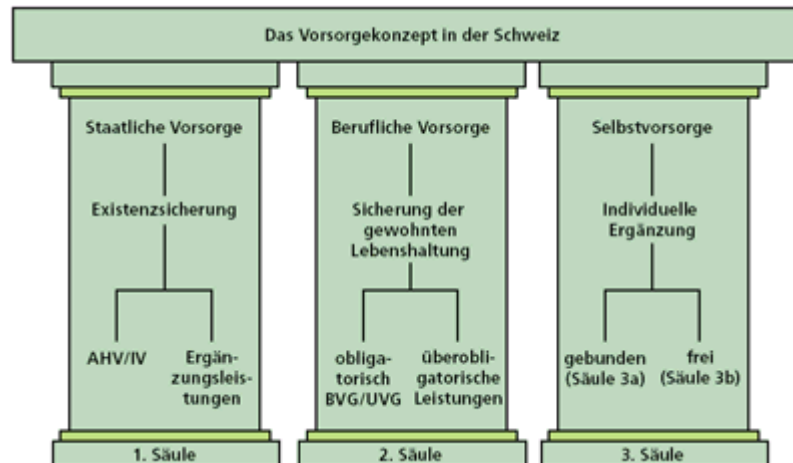 Das Vorsorgekonzept in der Schweiz
Staatliche Vorsorge
Existenzsicherung
AHV/IV
Ergän-
zungsleis-
tungen
1. Säule
Berufliche Vorsorge
Sicherung der
gewohnten
Lebenshaltung
obliga-
torisch
BVG/UVG
überobli-
gatorische
Leistungen
2. Säule
Selbstvorsorge
Individuelle
Ergänzung
gebunden
(Säule 3a)
frei
(Säule 3b)
3. Säule